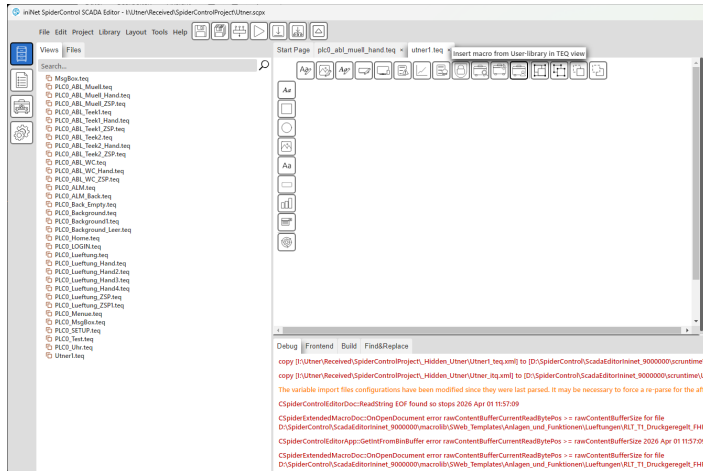 iniNet SpiderControl SCADA Editor - I:\Utner\Received\SpiderControlProject\Utner.scpx
File Edit Project Library Layout Tools Help
Views Files
Start Page plc0_abl_muell_hand.teq × utner1.teq ×
Insert macro from User-library in TEQ view
Search...
Age Age
Aa
Aa
MsgBox.teq
PLC0_ABL_Muell.teq
PLC0_ABL_Muell_Hand.teq
PLC0_ABL_Muell_ZSP.teq
PLC0_ABL_Teek1.teq
PLC0_ABL_Teek1_Hand.teq
PLC0_ABL_Teek1_ZSP.teq
PLC0_ABL_Teek2.teq
PLC0_ABL_Teek2_Hand.teq
PLC0_ABL_Teek2_ZSP.teq
PLC0_ABL_WC.teq
PLC0_ABL_WC_Hand.teq
PLC0_ABL_WC_ZSP.teq
PLC0_ALM.teq
PLC0_ALM_Back.teq
PLC0_Back_Empty.teq
PLC0_Background.teq
PLC0_Background1.teq
PLC0_Background_Leer.teq
PLC0_Home.teq
PLC0_LOGIN.teq
PLC0_Lueftung.teq
PLC0_Lueftung_Hand.teq
PLC0_Lueftung_Hand2.teq
PLC0_Lueftung_Hand3.teq
PLC0_Lueftung_Hand4.teq
PLC0_Lueftung_ZSP.teq
PLC0_Lueftung_ZSP1.teq
PLC0_Menue.teq
PLC0_MsgBox.teq
PLC0_SETUP.teq
PLC0_Test.teq
PLC0_Uhr.teq
Utner1.teq
Debug Frontend Build Find&Replace
copy [I:\Utner\Received\SpiderControlProject\_Hidden_Utner\Utner1_teq.xml] to [D:\SpiderControl\ScadaEditorIninet_9000000\scruntime
copy [I:\Utner\Received\SpiderControlProject\_Hidden_Utner\Utner_itq.xml] to [D:\SpiderControl\ScadaEditorIninet_9000000\scruntime\U
The variable import files configurations have been modified since they were last parsed. It may be necessary to force a re-parse for the aff
CSpiderControlEditorDoc::ReadString EOF found so stops 2026 Apr 01 11:57:09
CSpiderExtendedMacroDoc::OnOpenDocument error rawContentBufferCurrentReadBytePos >= rawContentBufferSize for file
D:\SpiderControl\ScadaEditorIninet_9000000\macrolib\SWeb_Templates\Anlagen_und_Funktionen\Lueftungen\RLT_T1_Druckgeregelt_FHI
CSpiderControlEditorApp::GetIntFromBinBuffer error rawContentBufferCurrentReadBytePos >= rawContentBufferSize 2026 Apr 01 11:57:09
CSpiderExtendedMacroDoc::OnOpenDocument error rawContentBufferCurrentReadBytePos >= rawContentBufferSize for file
D:\SpiderControl\ScadaEditorIninet_9000000\macrolib\SWeb_Templates\Anlagen_und_Funktionen\Lueftungen\RLT_T1_Druckgeregelt_FHI